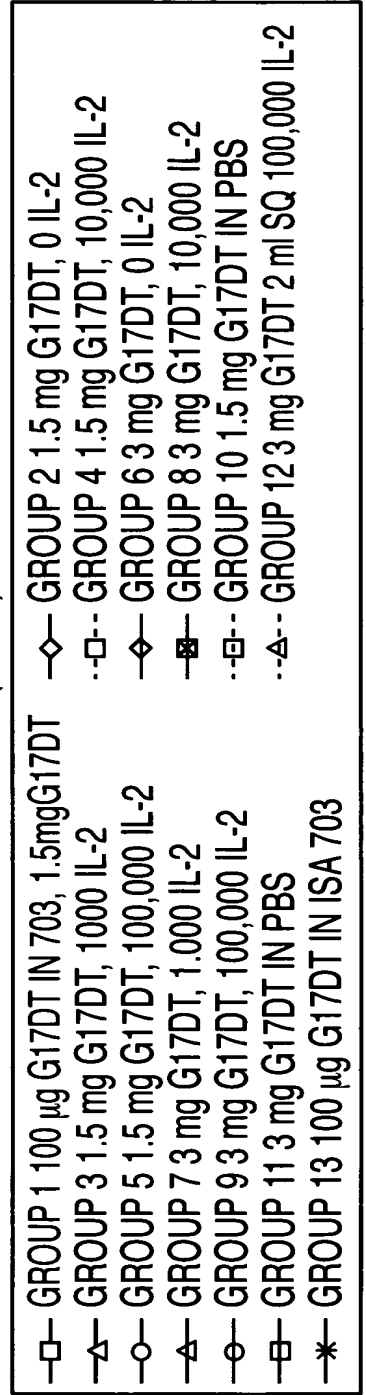 GROUP 1 100 µg G17DT IN 703, 1.5mgG17DT
GROUP 3 1.5 mg G17DT, 1000 IL-2
GROUP 5 1.5 mg G17DT, 100,000 IL-2
GROUP 7 3 mg G17DT, 1.000 IL-2
GROUP 9 3 mg G17DT, 100,000 IL-2
GROUP 11 3 mg G17DT IN PBS
GROUP 13 100 µg G17DT IN ISA 703
GROUP 2 1.5 mg G17DT, 0 IL-2
GROUP 4 1.5 mg G17DT, 10,000 IL-2
GROUP 6 3 mg G17DT, 0 IL-2
GROUP 8 3 mg G17DT, 10,000 IL-2
GROUP 10 1.5 mg G17DT IN PBS
GROUP 12 3 mg G17DT 2 ml SQ 100,000 IL-2